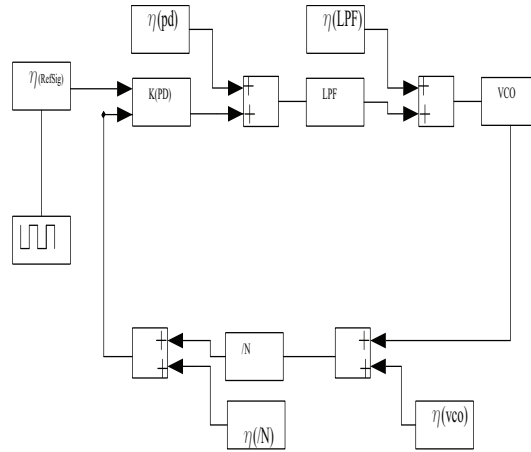 η(pd)
η(LPF)
η(RefSig)
K(PD)
+
+
LPF
+
+
VCO
+
+
/N
+
+
η(/N)
η(vco)